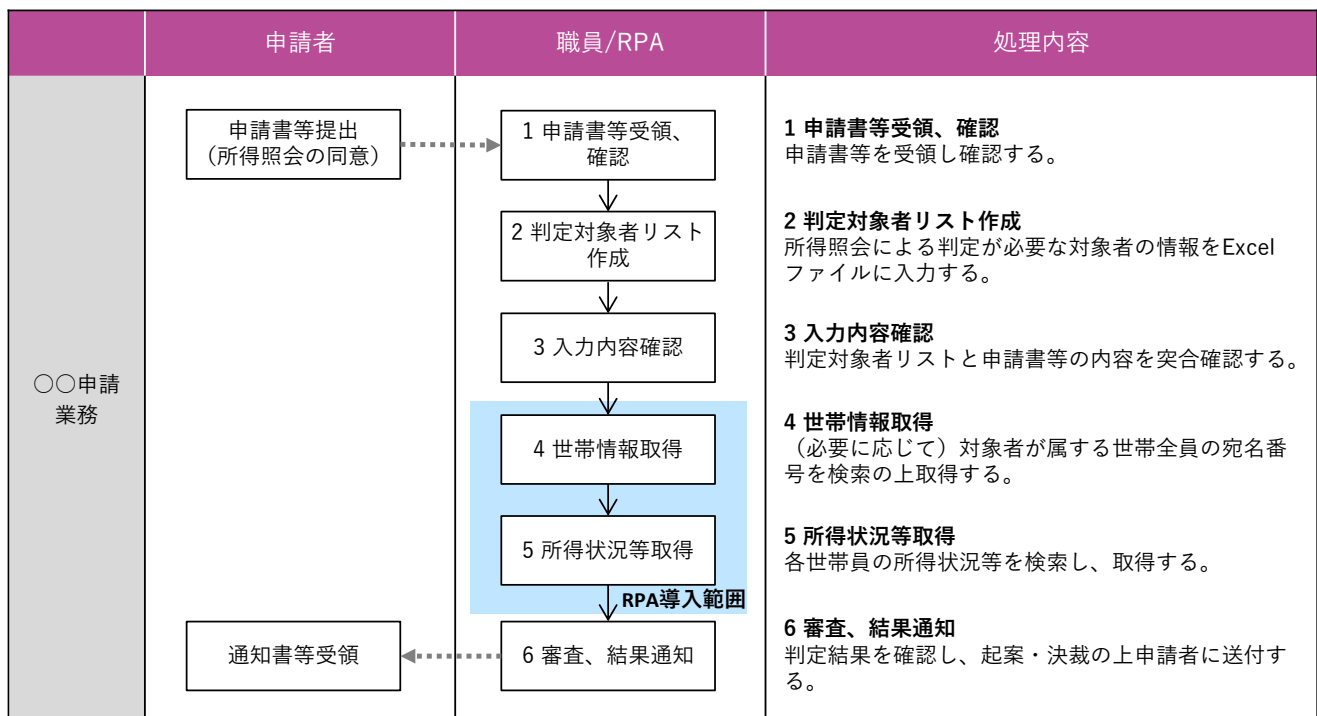 申請者
職員/RPA
処理内容
○○申請
業務
申請書等提出
（所得照会の同意）
1 申請書等受領、
確認
1 申請書等受領、確認
申請書等を受領し確認する。
2 判定対象者リスト
作成
2 判定対象者リスト作成
所得照会による判定が必要な対象者の情報をExcel
ファイルに入力する。
3 入力内容確認
3 入力内容確認
判定対象者リストと申請書等の内容を突合確認する。
4 世帯情報取得
4 世帯情報取得
（必要に応じて）対象者が属する世帯全員の宛名番
号を検索の上取得する。
5 所得状況等取得
5 所得状況等取得
各世帯員の所得状況等を検索し、取得する。
RPA導入範囲
通知書等受領
6 審査、結果通知
6 審査、結果通知
判定結果を確認し、起案・決裁の上申請者に送付す
る。